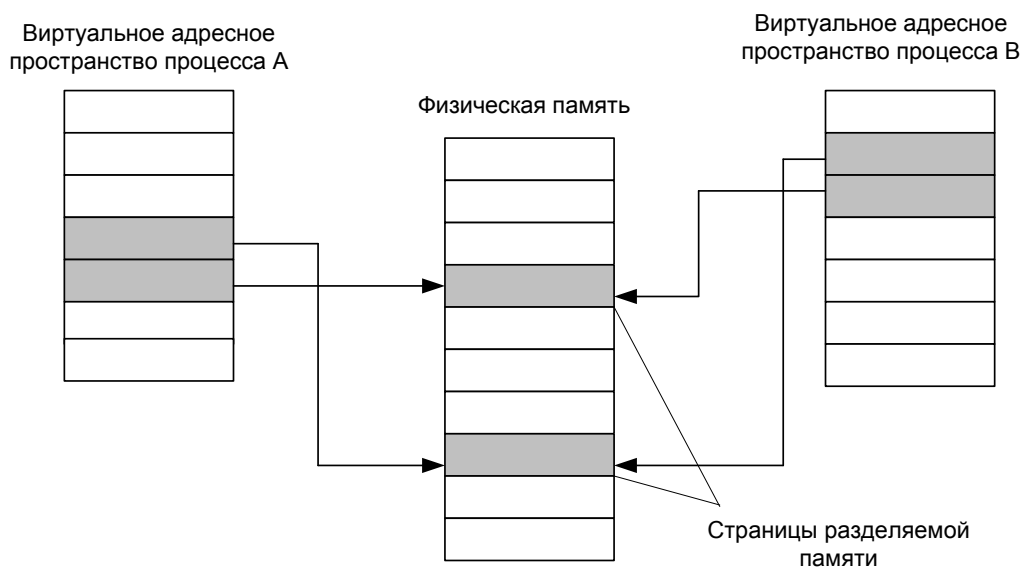 Виртуальное адресное
пространство процесса А
Физическая память
Виртуальное адресное
пространство процесса В
Страницы разделяемой
памяти